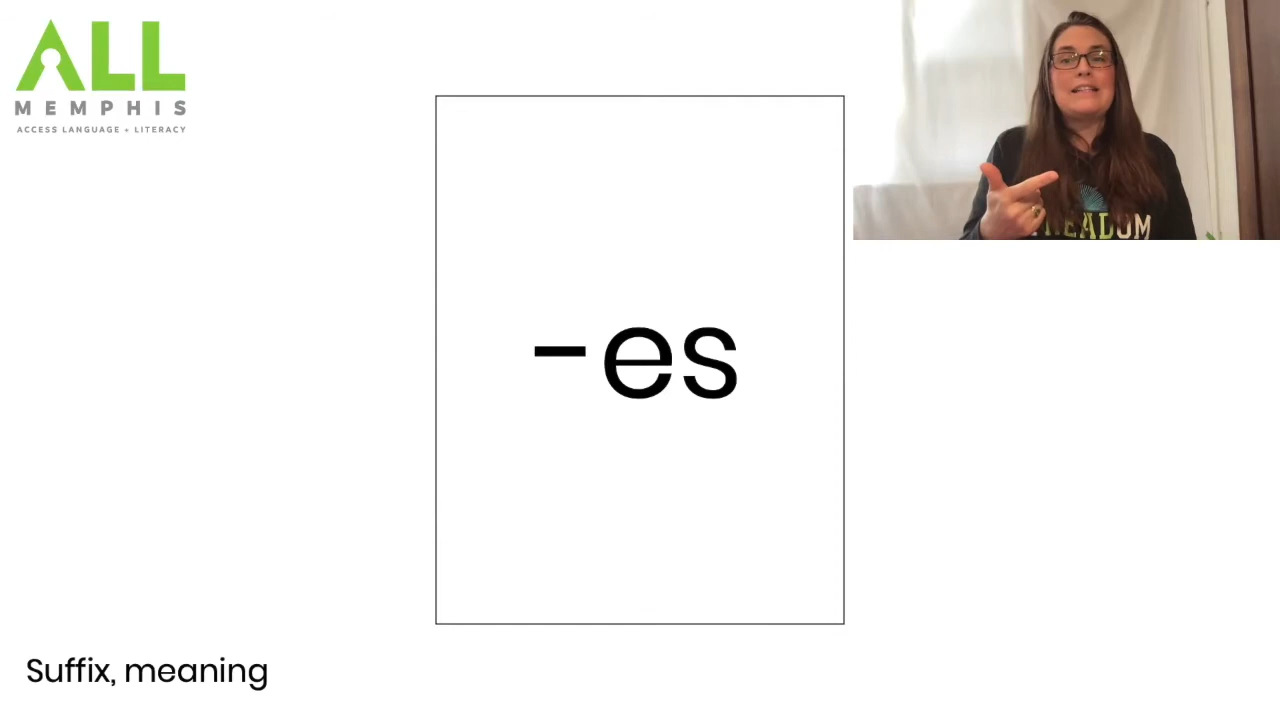 ALL
MEMPHIS
ACCESS LANGUAGE + LITERACY
-es
Suffix, meaning